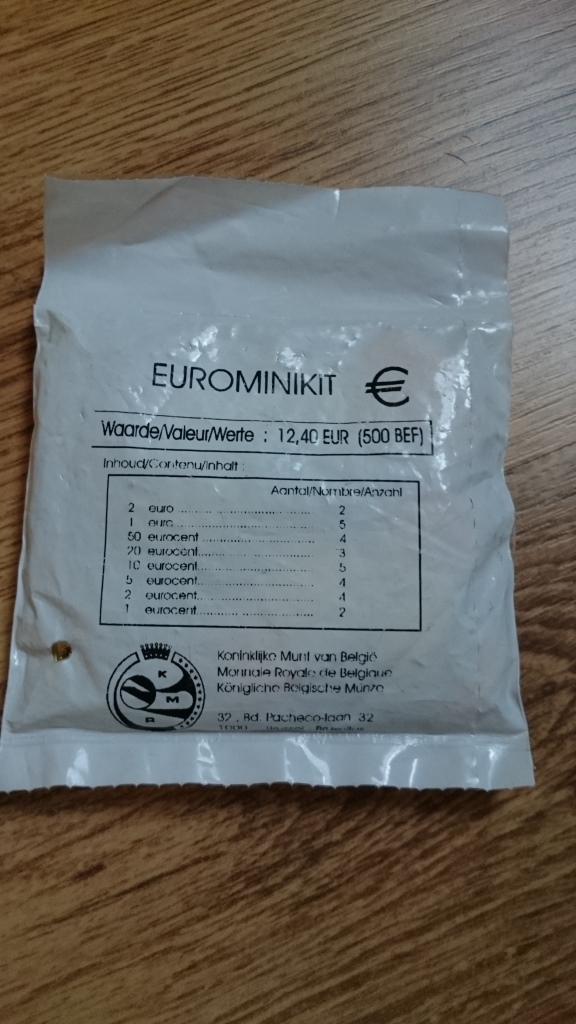 EUROMINIKIT €
Waarde/Valeur/Werte : 12,40 EUR (500 BEF)
Inhoud/Contenu/Inhalt :
Aantal/Nombre/Anzahl
2 euro .......... 2
1 euro .......... 5
50 eurocent .......... 4
20 eurocent .......... 3
10 eurocent .......... 5
5 eurocent .......... 4
2 eurocent .......... 4
1 eurocent .......... 2
K
M
R
Koninklijke Munt van België
Monnaie Royale de Belgique
Königliche Belgische Münze
32, Bd. Pacheco-laan 32
1000